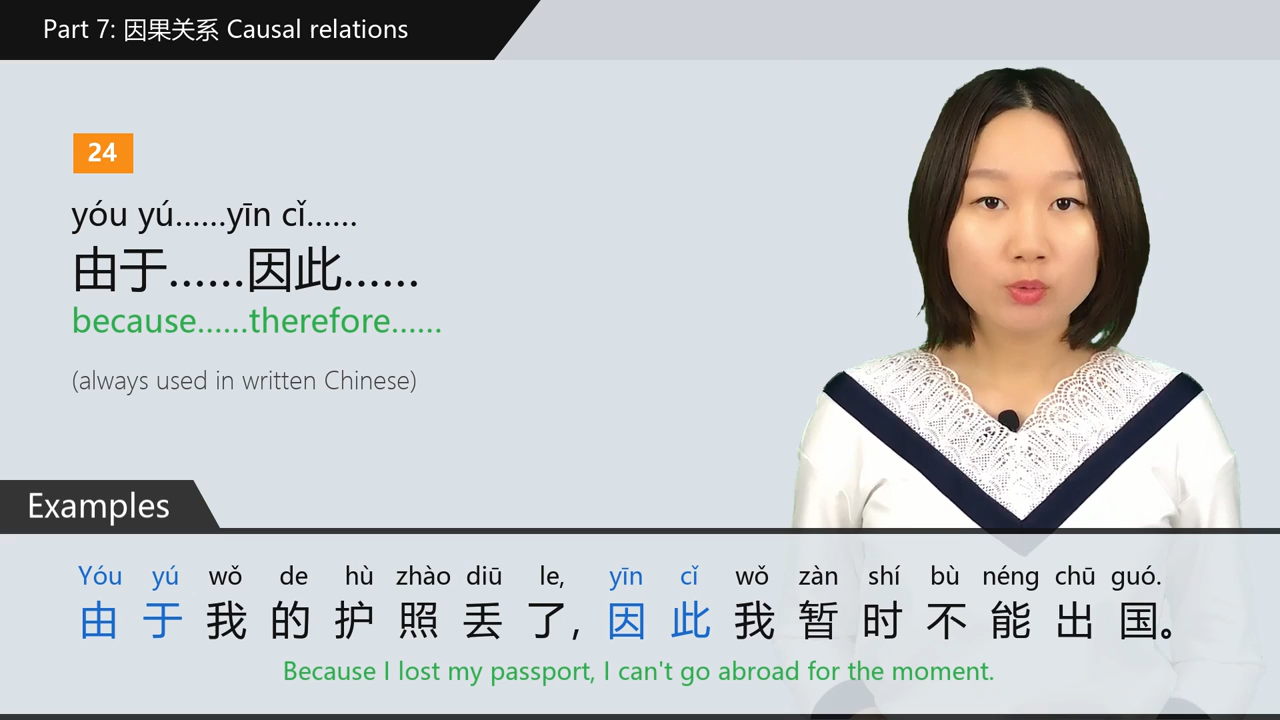 Part 7: 因果关系 Causal relations
24
yóu yú......yīn cǐ......
由于......因此......
because......therefore......
(always used in written Chinese)
Examples
Yóu yú wǒ de hù zhào diū le, yīn cǐ wǒ zàn shí bù néng chū guó.
由于我的护照丢了, 因此我暂时不能出国。
Because I lost my passport, I can't go abroad for the moment.